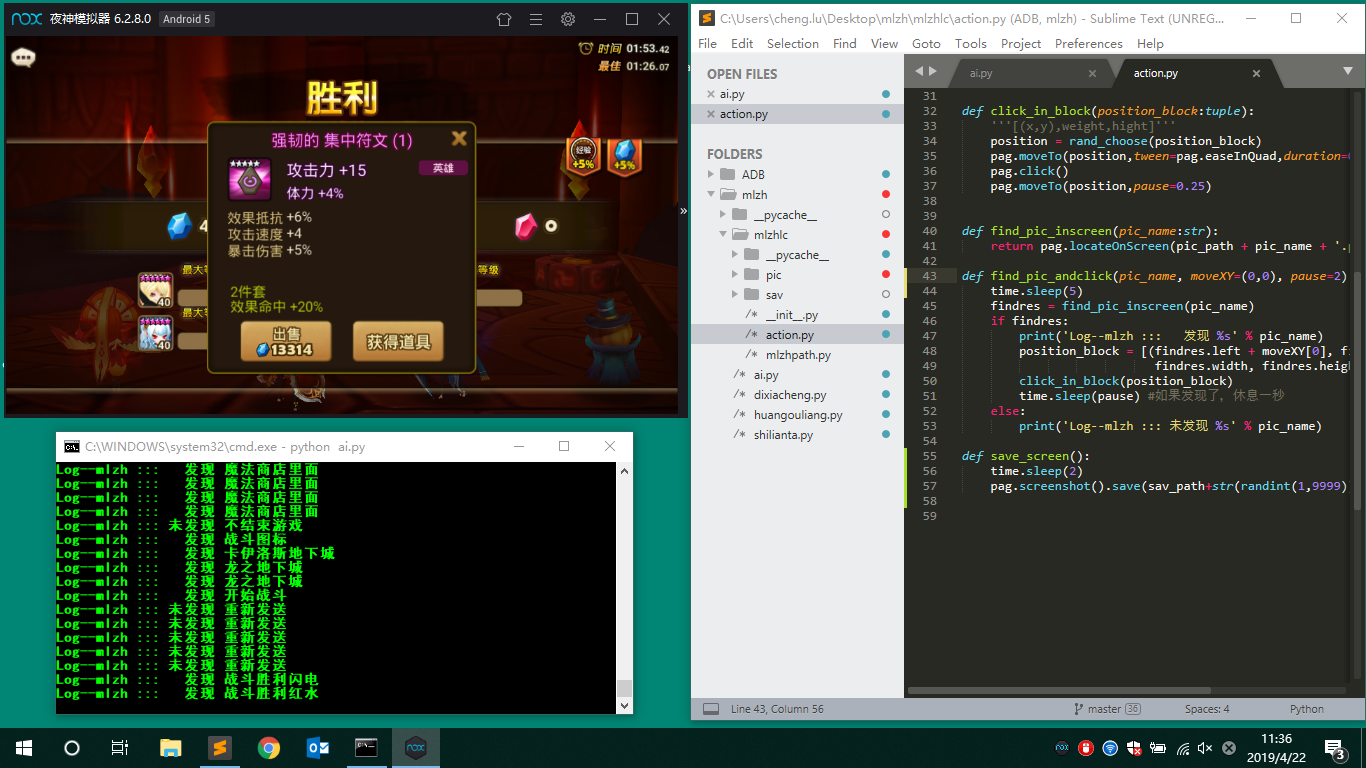 nox 夜神模拟器 6.2.8.0 Android 5
时间 01:53.42
最佳 01:26.07
胜利
强韧的 集中符文 (1)
攻击力 +15
英雄
体力 +4%
效果抵抗 +6%
攻击速度 +4
暴击伤害 +5%
经验
+5%
+5%
4
0
最大等
等级
40
最大等
40
2件套
效果命中 +20%
出售
13314
获得道具
C:\WINDOWS\system32\cmd.exe - python  ai.py
Log--mlzh :::   发现 魔法商店里面
Log--mlzh :::   发现 魔法商店里面
Log--mlzh :::   发现 魔法商店里面
Log--mlzh :::   发现 魔法商店里面
Log--mlzh ::: 未发现 不结束游戏
Log--mlzh :::   发现 战斗图标
Log--mlzh :::   发现 卡伊洛斯地下城
Log--mlzh :::   发现 龙之地下城
Log--mlzh :::   发现 龙之地下城
Log--mlzh :::   发现 开始战斗
Log--mlzh ::: 未发现 重新发送
Log--mlzh ::: 未发现 重新发送
Log--mlzh ::: 未发现 重新发送
Log--mlzh ::: 未发现 重新发送
Log--mlzh ::: 未发现 重新发送
Log--mlzh :::   发现 战斗胜利闪电
Log--mlzh :::   发现 战斗胜利红水
C:\Users\cheng.lu\Desktop\mlzh\mlzhlc\action.py (ADB, mlzh) - Sublime Text (UNREG...
File Edit Selection Find View Goto Tools Project Preferences Help
OPEN FILES
ai.py
action.py
FOLDERS
ADB
mlzh
__pycache__
mlzhlc
__pycache__
pic
sav
/* __init__.py
/* action.py
/* mlzhpath.py
/* ai.py
/* dixiacheng.py
/* huangouliang.py
/* shilianta.py
ai.py
action.py
31
32 def click_in_block(position_block:tuple):
33     '''[(x,y),weight,hight]'''
34     position = rand_choose(position_block)
35     pag.moveTo(position,tween=pag.easeInQuad,duration=
36     pag.click()
37     pag.moveTo(position,pause=0.25)
38
39
40 def find_pic_inscreen(pic_name:str):
41     return pag.locateOnScreen(pic_path + pic_name + '.p
42
43 def find_pic_andclick(pic_name, moveXY=(0,0), pause=2)
44     time.sleep(5)
45     findres = find_pic_inscreen(pic_name)
46     if findres:
47         print('Log--mlzh :::   发现 %s' % pic_name)
48         position_block = [(findres.left + moveXY[0], fi
49                            findres.width, findres.heigh
50         click_in_block(position_block)
51         time.sleep(pause) #如果发现了, 休息一秒
52     else:
53         print('Log--mlzh ::: 未发现 %s' % pic_name)
54
55 def save_screen():
56     time.sleep(2)
57     pag.screenshot().save(sav_path+str(randint(1,9999)
58
59
Line 43, Column 56
master 36
Spaces: 4
Python
nox
11:36
2019/4/22
3